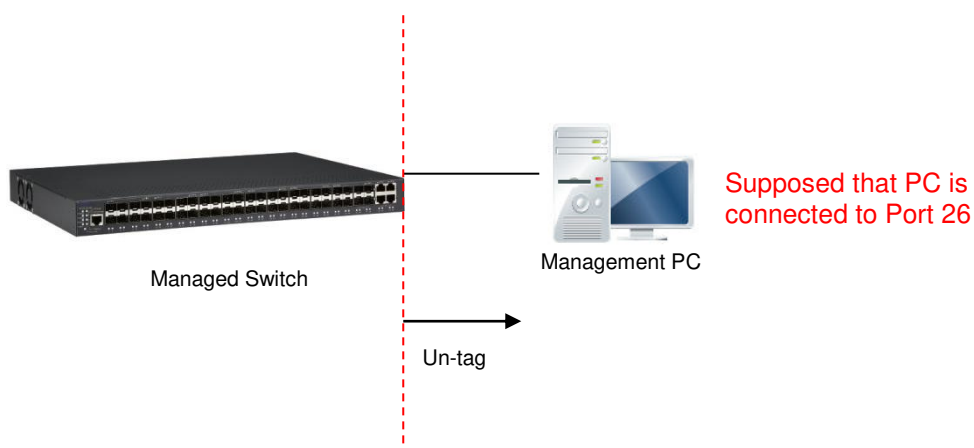 Supposed that PC is
connected to Port 26
Management PC
Managed Switch
Un-tag